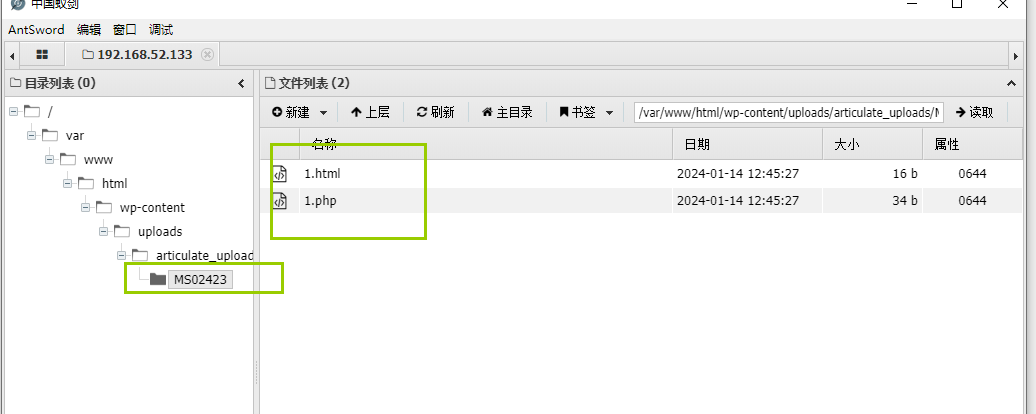 中国蚁剑
AntSword 编辑 窗口 调试
192.168.52.133
目录列表 (0)
文件列表 (2)
新建 上层 刷新 主目录 书签 /var/www/html/wp-content/uploads/articulate_uploads/M 读取
名称 日期 大小 属性
1.html 2024-01-14 12:45:27 16 b 0644
1.php 2024-01-14 12:45:27 34 b 0644
/
var
www
html
wp-content
uploads
articulate_upload
MS02423